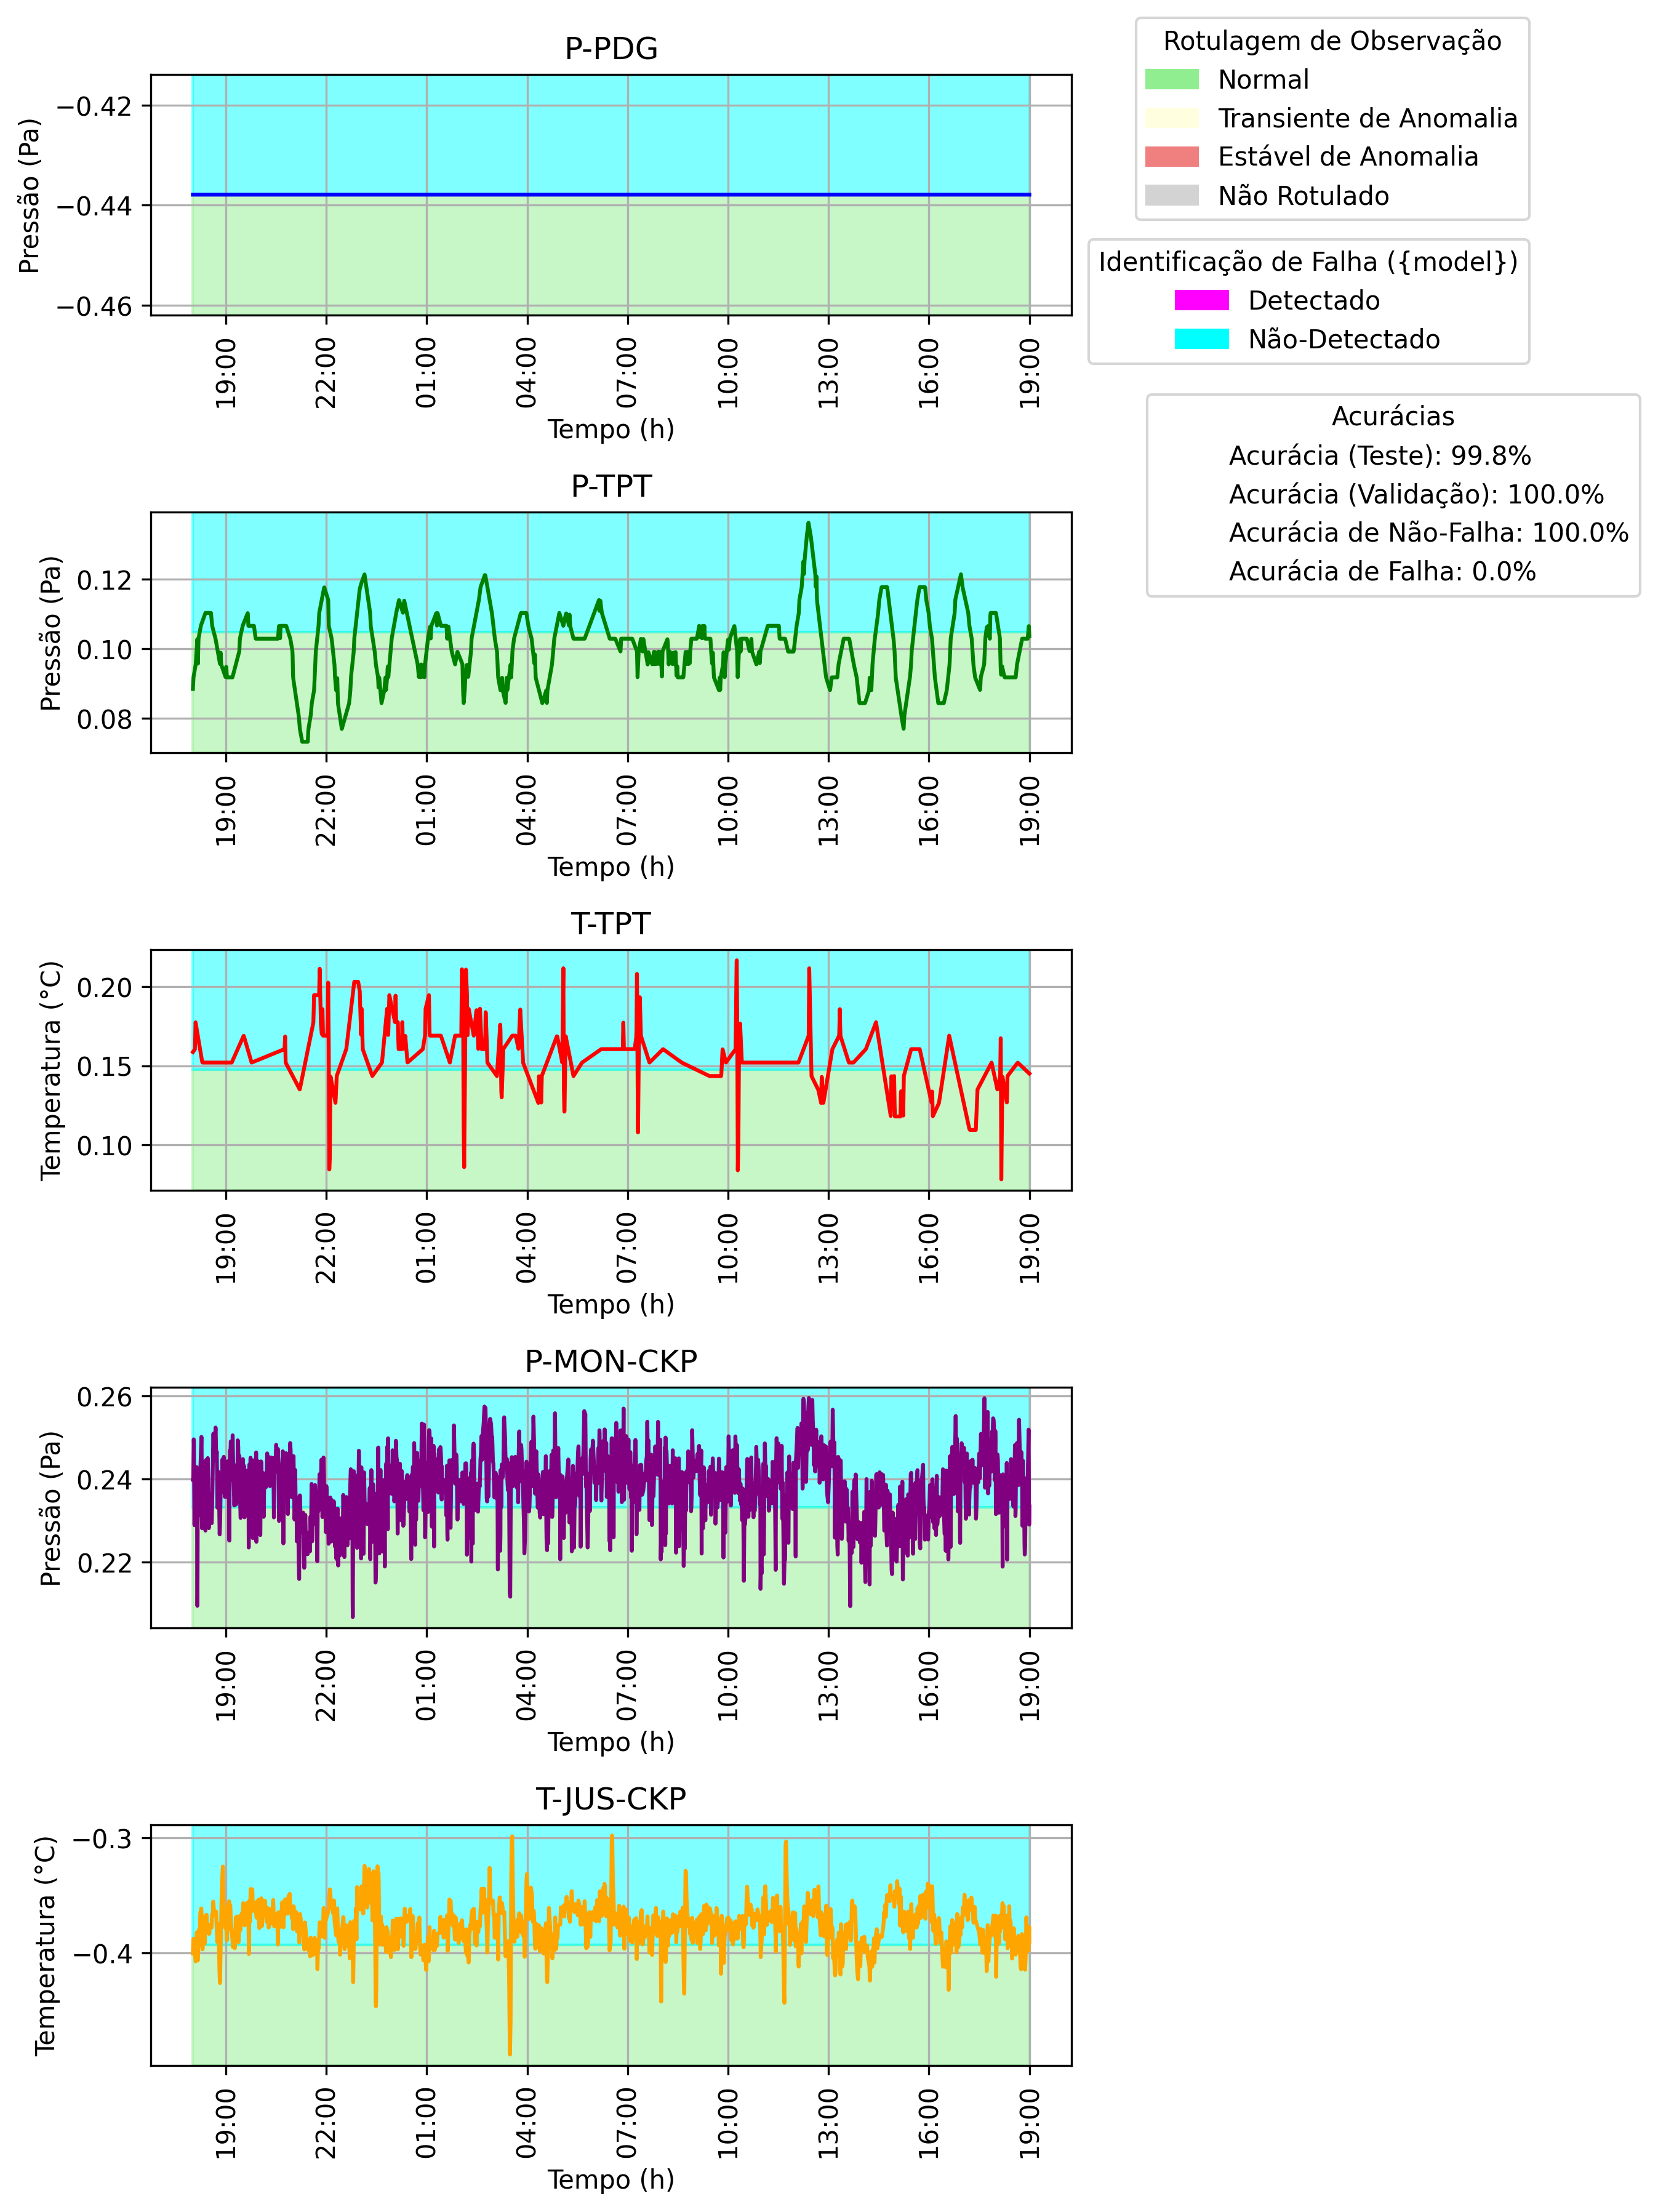 P-PDG
−0.42
−0.44
−0.46
Pressão (Pa)
19:00
22:00
01:00
04:00
07:00
10:00
13:00
16:00
19:00
Tempo (h)
Rotulagem de Observação
Normal
Transiente de Anomalia
Estável de Anomalia
Não Rotulado
Identificação de Falha ({model})
Detectado
Não-Detectado
Acurácias
Acurácia (Teste): 99.8%
Acurácia (Validação): 100.0%
Acurácia de Não-Falha: 100.0%
Acurácia de Falha: 0.0%
P-TPT
0.12
0.10
0.08
Pressão (Pa)
19:00
22:00
01:00
04:00
07:00
10:00
13:00
16:00
19:00
Tempo (h)
T-TPT
0.20
0.15
0.10
Temperatura (°C)
19:00
22:00
01:00
04:00
07:00
10:00
13:00
16:00
19:00
Tempo (h)
P-MON-CKP
0.26
0.24
0.22
Pressão (Pa)
19:00
22:00
01:00
04:00
07:00
10:00
13:00
16:00
19:00
Tempo (h)
T-JUS-CKP
−0.3
−0.4
Temperatura (°C)
19:00
22:00
01:00
04:00
07:00
10:00
13:00
16:00
19:00
Tempo (h)